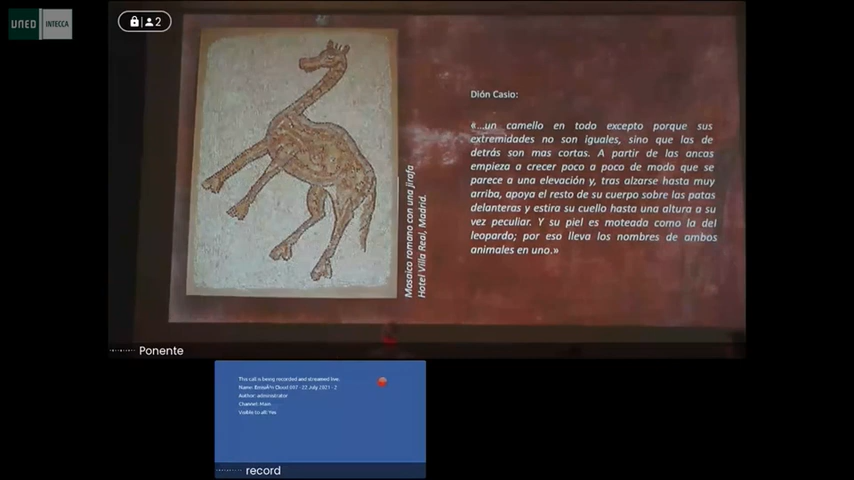 UNED INTECCA
2
Dión Casio:
«...un camello en todo excepto porque sus
extremidades no son iguales, sino que las de
detrás son mas cortas. A partir de las ancas
empieza a crecer poco a poco de modo que se
parece a una elevación y, tras alzarse hasta muy
arriba, apoya el resto de su cuerpo sobre las patas
delanteras y estira su cuello hasta una altura a su
vez peculiar. Y su piel es moteada como la del
leopardo; por eso lleva los nombres de ambos
animales en uno.»
Mosaico romano con una jirafa
Hotel Villa Real, Madrid.
Ponente
This call is being recorded and streamed live.
Author: administrator
Channel: Main
Visible to all: Yes
record